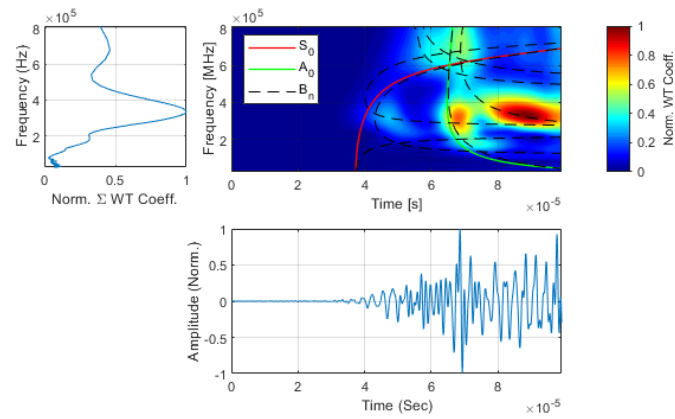 8 × 10^5
6
4
2
Frequency (Hz)
0 0.5 1
Norm. Σ WT Coeff.
8 × 10^5
6
4
2
Frequency [MHz]
S_0
A_0
B_n
0 2 4 6 8
Time [s]
× 10^-5
1
0.8
0.6
0.4
0.2
0
Norm. WT Coeff.
1
0.5
0
-0.5
-1
Amplitude (Norm.)
0 2 4 6 8
Time (Sec)
× 10^-5